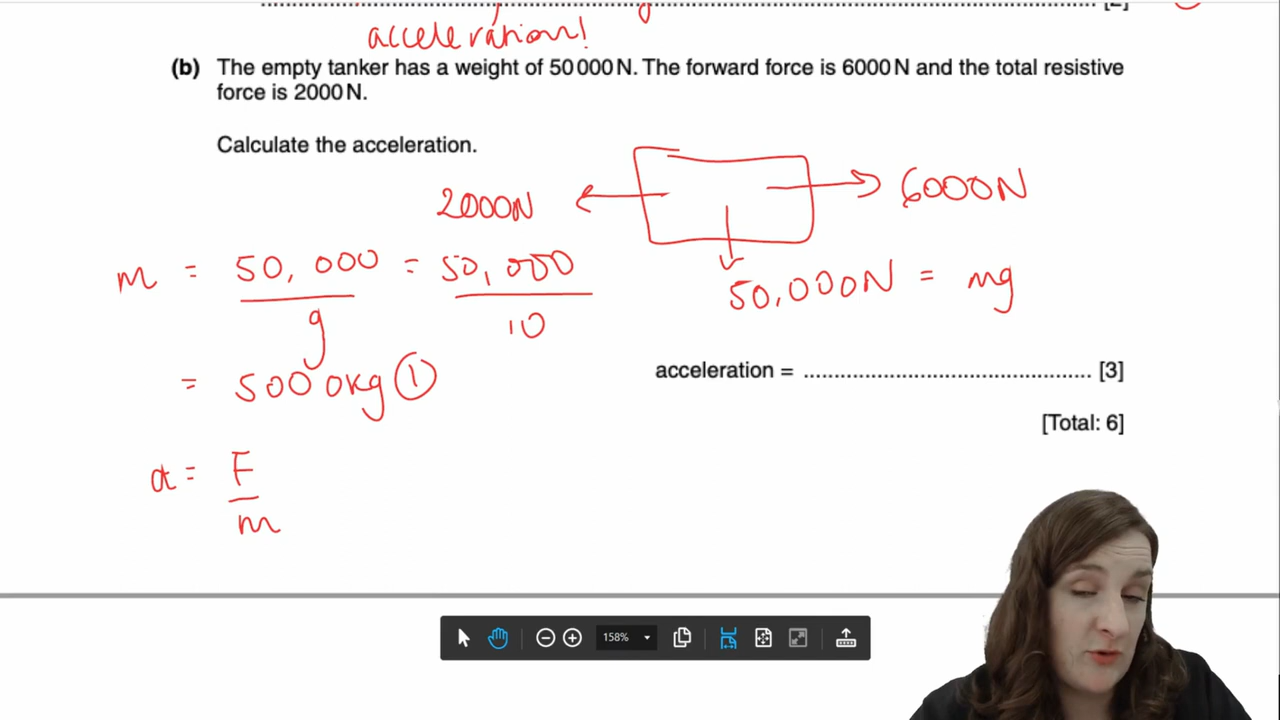 [2]
acceleration!
(b) The empty tanker has a weight of 50 000 N. The forward force is 6000 N and the total resistive
force is 2000 N.
Calculate the acceleration.
2000N
6000N
m = 50,000 = 50,000
g 10
50,000N = mg
= 5000kg ①
acceleration = .................................................. [3]
[Total: 6]
a = F
m
158%